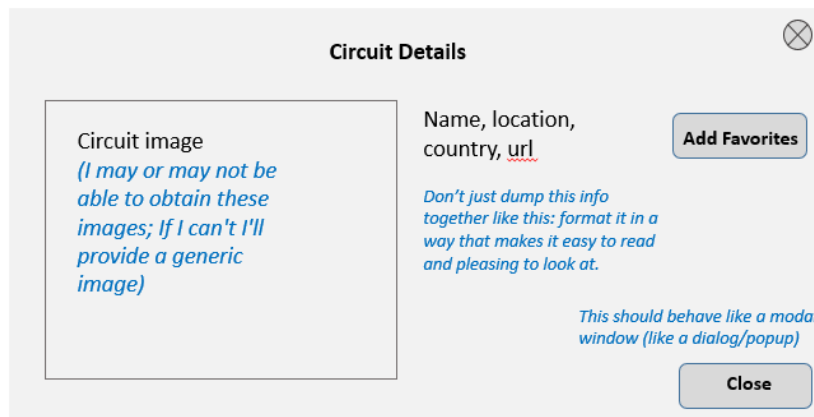 Circuit Details
Circuit image
(I may or may not be
able to obtain these
images; If I can't I'll
provide a generic
image)
Name, location,
country, url
Add Favorites
Don't just dump this info
together like this: format it in a
way that makes it easy to read
and pleasing to look at.
This should behave like a moda
window (like a dialog/popup)
Close